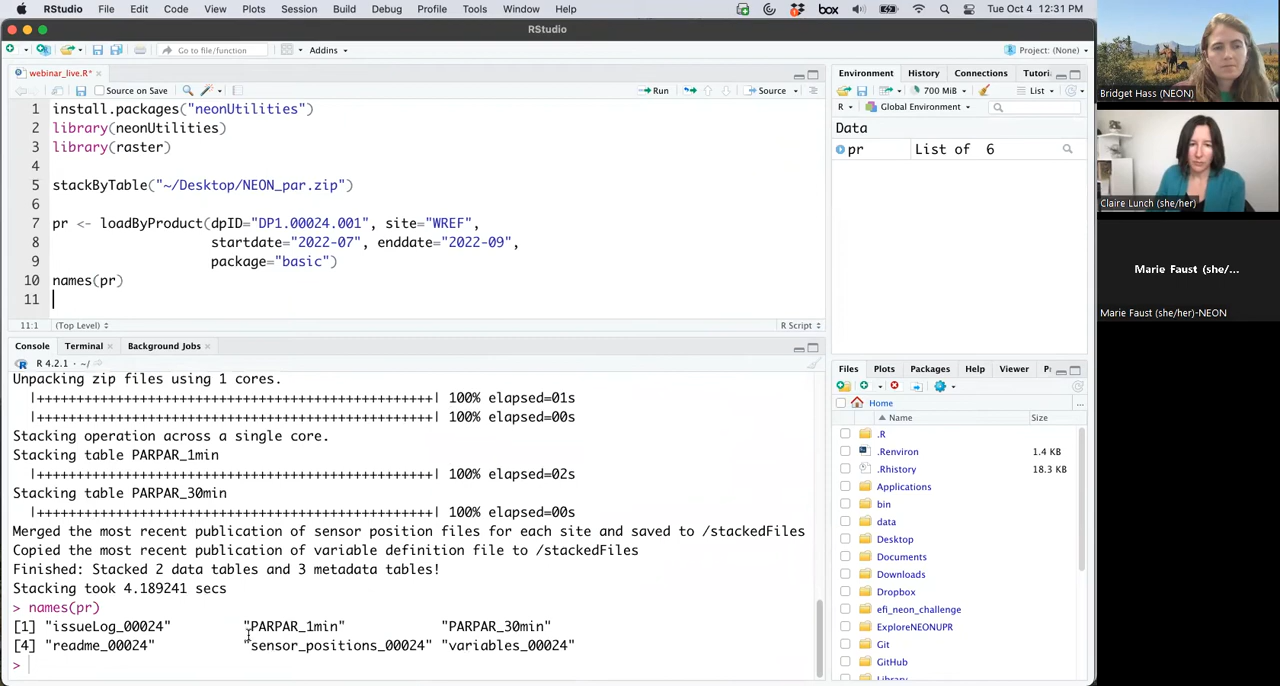 RStudio File Edit Code View Plots Session Build Debug Profile Tools Window Help box Tue Oct 4 12:31 PM
RStudio
Go to file/function Addins Project: (None)
webinar_live.R*
Source on Save Run Source
1 install.packages("neonUtilities")
2 library(neonUtilities)
3 library(raster)
4
5 stackByTable("~/Desktop/NEON_par.zip")
6
7 pr <- loadByProduct(dpID="DP1.00024.001", site="WREF",
8 startdate="2022-07", enddate="2022-09",
9 package="basic")
10 names(pr)
11
11:1 (Top Level) R Script
Console Terminal Background Jobs
R 4.2.1 · ~/
Unpacking zip files using 1 cores.
|++++++++++++++++++++++++++++++++++++++++++++++++++| 100% elapsed=01s
|++++++++++++++++++++++++++++++++++++++++++++++++++| 100% elapsed=00s
Stacking operation across a single core.
Stacking table PARPAR_1min
|++++++++++++++++++++++++++++++++++++++++++++++++++| 100% elapsed=02s
Stacking table PARPAR_30min
|++++++++++++++++++++++++++++++++++++++++++++++++++| 100% elapsed=00s
Merged the most recent publication of sensor position files for each site and saved to /stackedFiles
Copied the most recent publication of variable definition file to /stackedFiles
Finished: Stacked 2 data tables and 3 metadata tables!
Stacking took 4.189241 secs
> names(pr)
[1] "issueLog_00024" "PARPAR_1min" "PARPAR_30min"
[4] "readme_00024" "sensor_positions_00024" "variables_00024"
>
Environment History Connections Tutori
700 MiB List
R Global Environment
Data
pr List of 6
Files Plots Packages Help Viewer P
Home ...
Name Size
.R
.Renviron 1.4 KB
.Rhistory 18.3 KB
Applications
bin
data
Desktop
Documents
Downloads
Dropbox
efi_neon_challenge
ExploreNEONUPR
Git
GitHub
Library
Bridget Hass (NEON)
Claire Lunch (she/her)
Marie Faust (she/...
Marie Faust (she/her)-NEON